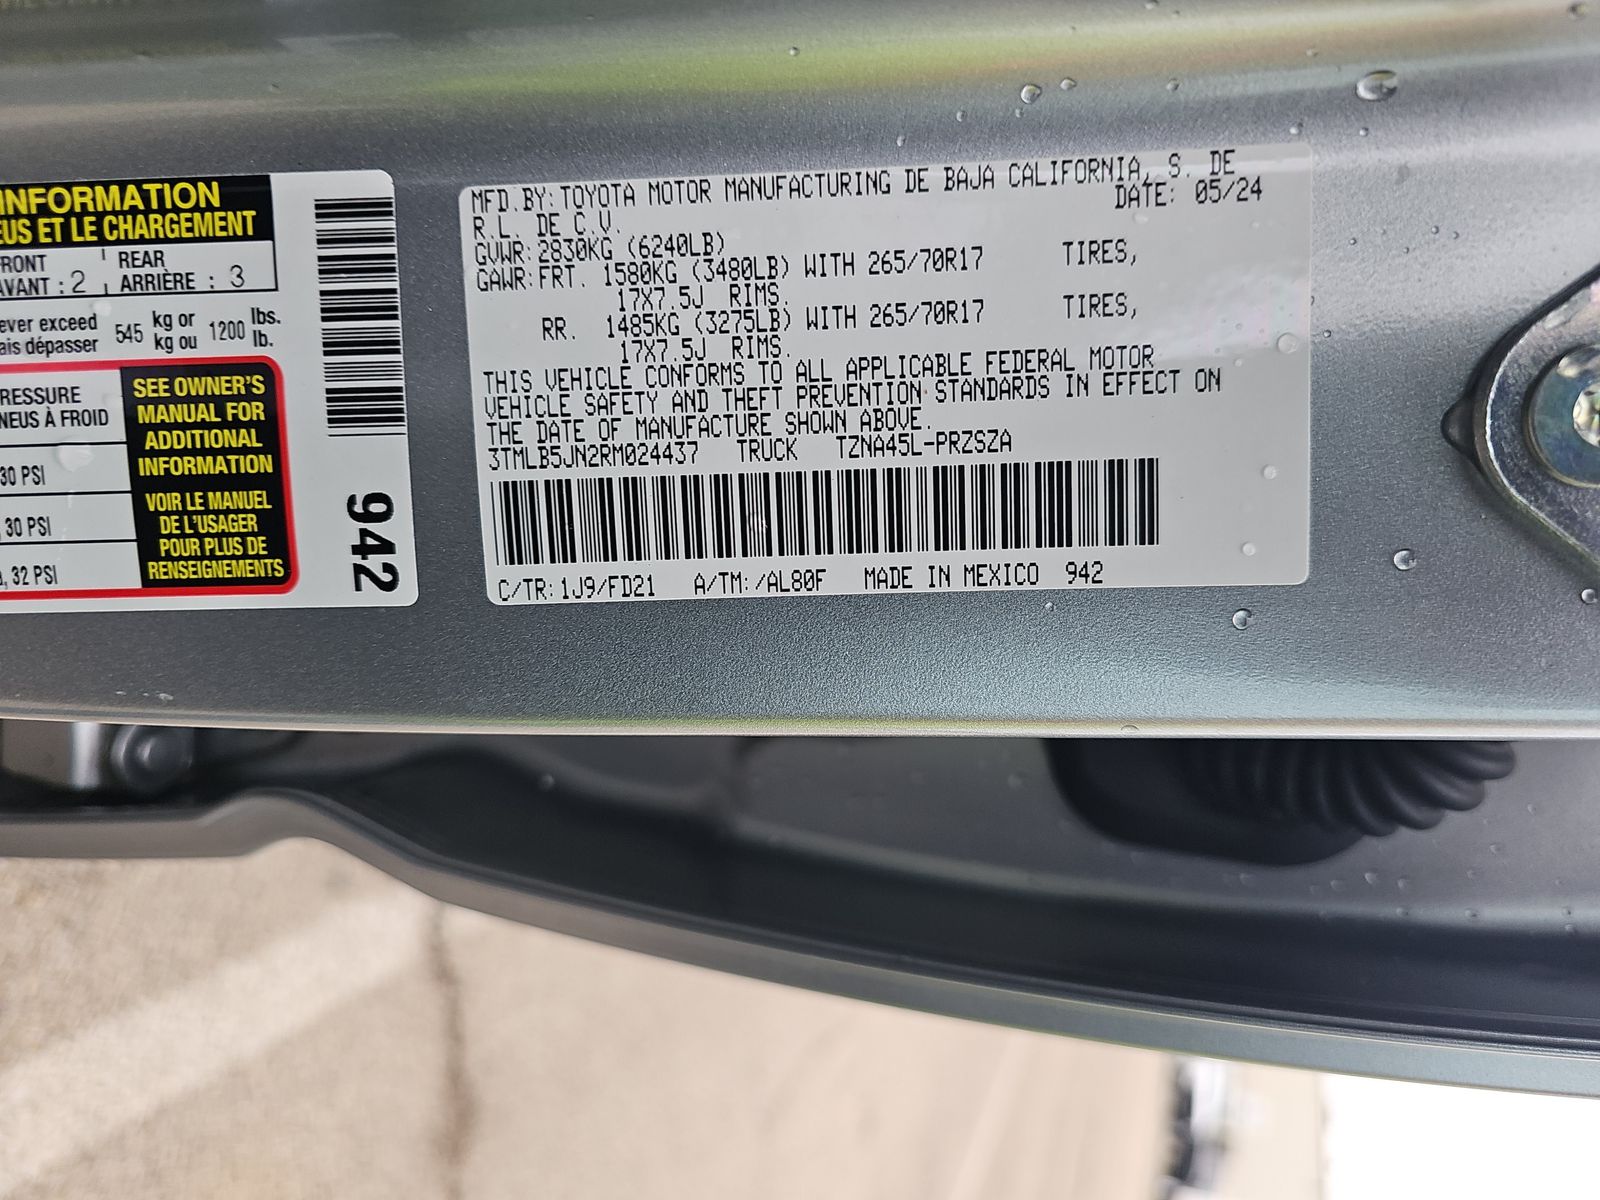 INFORMATION
EUS ET LE CHARGEMENT
FRONT REAR
AVANT : 2 ARRIÈRE : 3
ever exceed 545 kg or 1200 lbs.
ais dépasser kg ou lb.
RESSURE
NEUS À FROID
30 PSI
30 PSI
, 32 PSI
SEE OWNER'S
MANUAL FOR
ADDITIONAL
INFORMATION
VOIR LE MANUEL
DE L'USAGER
POUR PLUS DE
RENSEIGNEMENTS
942
MFD.BY: TOYOTA MOTOR MANUFACTURING DE BAJA CALIFORNIA, S. DE
R.L. DE C.V. DATE: 05/24
GVWR: 2830KG (6240LB)
GAWR: FRT. 1580KG (3480LB) WITH 265/70R17 TIRES,
17X7.5J RIMS.
RR. 1485KG (3275LB) WITH 265/70R17 TIRES,
17X7.5J RIMS.
THIS VEHICLE CONFORMS TO ALL APPLICABLE FEDERAL MOTOR
VEHICLE SAFETY AND THEFT PREVENTION STANDARDS IN EFFECT ON
THE DATE OF MANUFACTURE SHOWN ABOVE.
3TMLB5JN2RM024437 TRUCK TZNA45L-PRZSZA
C/TR: 1J9/FD21 A/TM: /AL80F MADE IN MEXICO 942